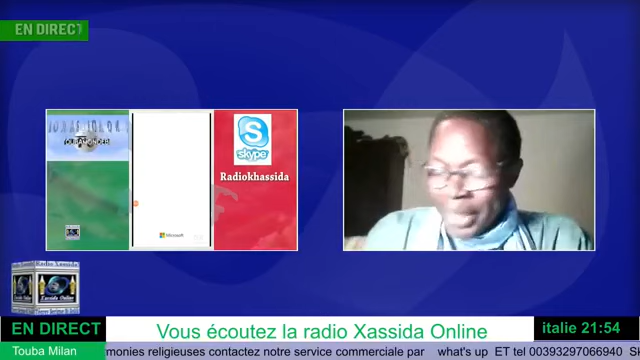 EN DIRECT
skype
Radiokhassida
Microsoft
Radio Xassida
Xassida Online
EN DIRECT
Vous écoutez la radio Xassida Online
italie 21:54
Touba Milan
monies religieuses contactez notre service commerciale par what's up ET tel 00393297066940 S